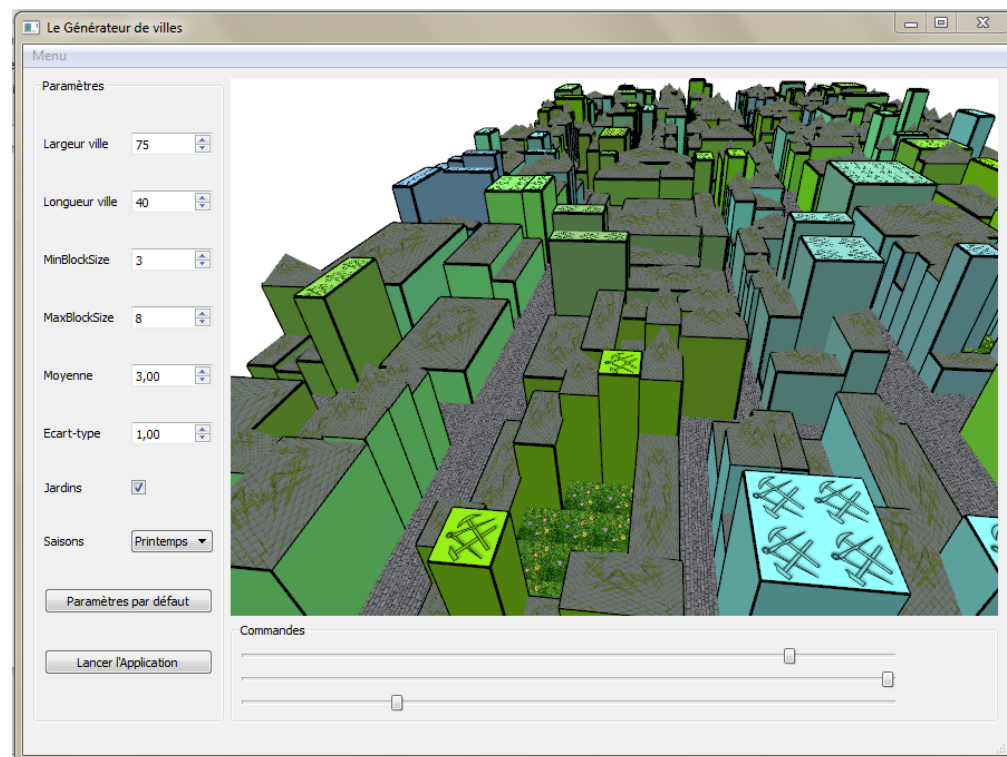 Le Générateur de villes
Menu
Paramètres
Largeur ville 75
Longueur ville 40
MinBlockSize 3
MaxBlockSize 8
Moyenne 3,00
Ecart-type 1,00
Jardins
Saisons Printemps
Paramètres par défaut
Lancer l'Application
Commandes